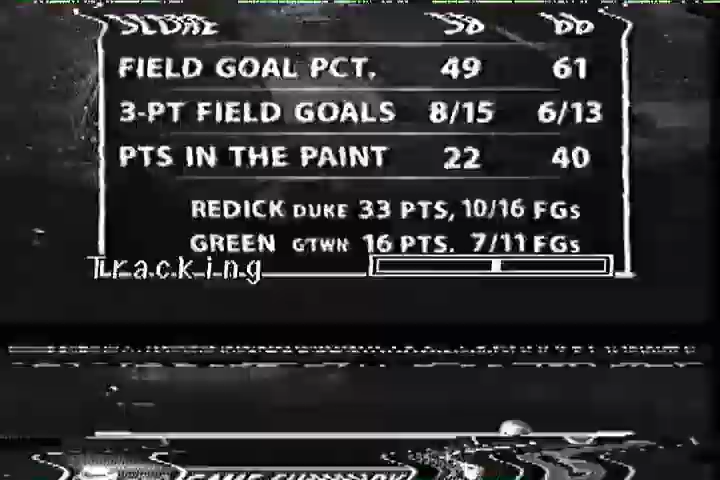 SCORE
FIELD GOAL PCT. 49 61
3-PT FIELD GOALS 8/15 6/13
PTS IN THE PAINT 22 40
REDICK DUKE 33 PTS, 10/16 FGs
GREEN GTWN 16 PTS. 7/11 FGs
Tracking